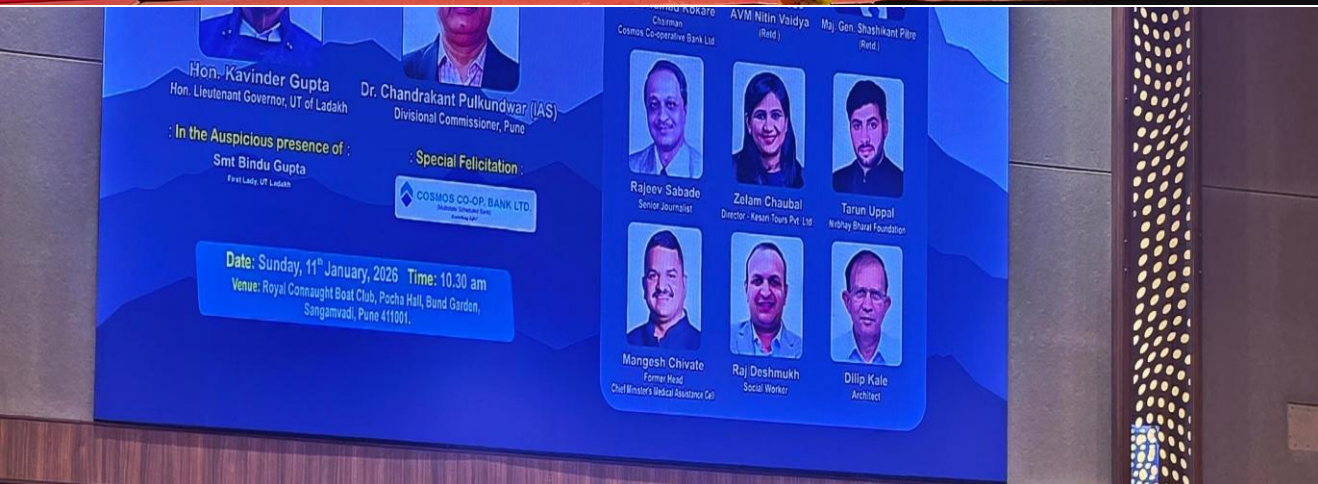 Hon. Kavinder Gupta
Hon. Lieutenant Governor, UT of Ladakh
Dr. Chandrakant Pulkundwar (IAS)
Divisional Commissioner, Pune
: In the Auspicious presence of :
Smt Bindu Gupta
First Lady, UT Ladakh
: Special Felicitation :
COSMOS CO-OP. BANK LTD.
(Multistate Scheduled Bank)
Date: Sunday, 11th January, 2026 Time: 10.30 am
Venue: Royal Connaught Boat Club, Pocha Hall, Bund Garden,
Sangamvadi, Pune 411001.
Kokare
Chairman
Cosmos Co-operative Bank Ltd
AVM Nitin Vaidya
(Retd.)
Maj. Gen. Shashikant Pitre
(Retd.)
Rajeev Sabade
Senior Journalist
Zelam Chaubal
Director - Kesari Tours Pvt. Ltd
Tarun Uppal
Nirbhay Bharat Foundation
Mangesh Chivate
Former Head
Chief Minister's Medical Assistance Cell
Raj Deshmukh
Social Worker
Dilip Kale
Architect